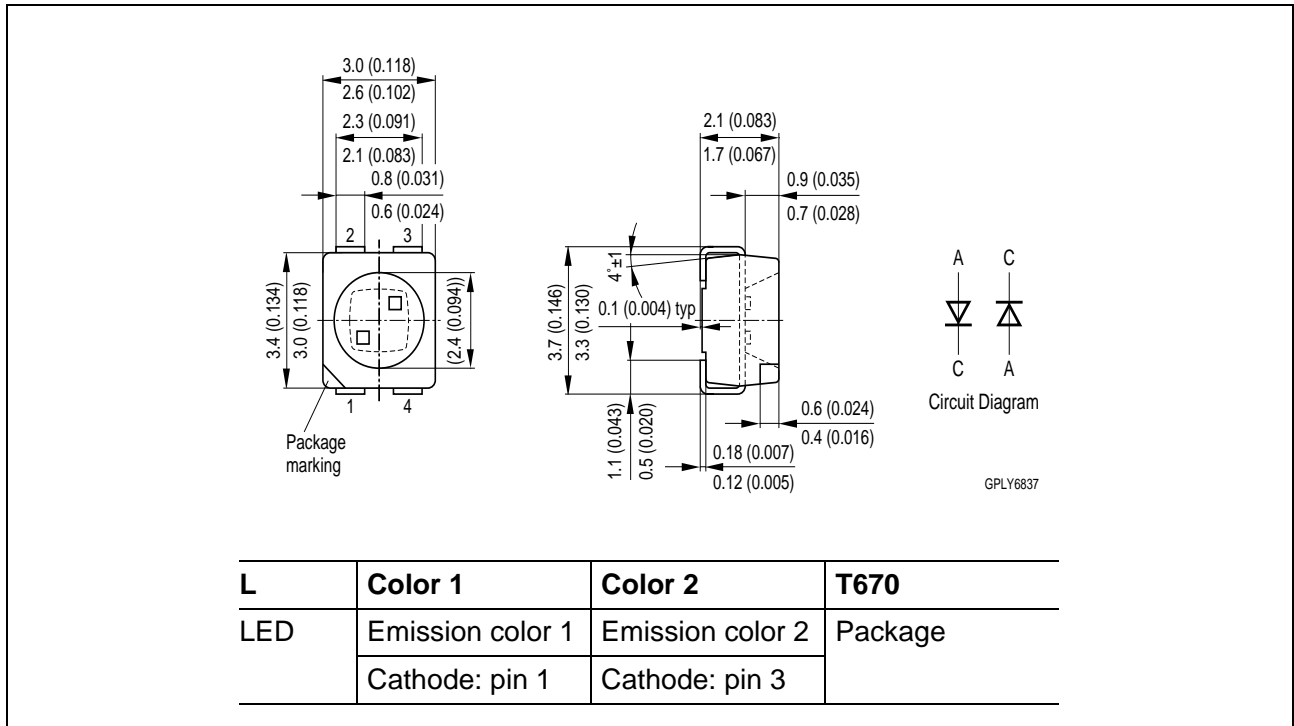 3.0 (0.118)
2.6 (0.102)
2.3 (0.091)
2.1 (0.083)
0.8 (0.031)
0.6 (0.024)
2 3
3.4 (0.134)
3.0 (0.118)
(2.4 (0.094))
1 4
Package
marking
2.1 (0.083)
1.7 (0.067)
0.9 (0.035)
0.7 (0.028)
4˚±1
0.1 (0.004) typ
3.7 (0.146)
3.3 (0.130)
1.1 (0.043)
0.5 (0.020)
0.6 (0.024)
0.4 (0.016)
0.18 (0.007)
0.12 (0.005)
A C
C A
Circuit Diagram
GPLY6837
L Color 1 Color 2 T670
LED Emission color 1 Emission color 2 Package
Cathode: pin 1 Cathode: pin 3